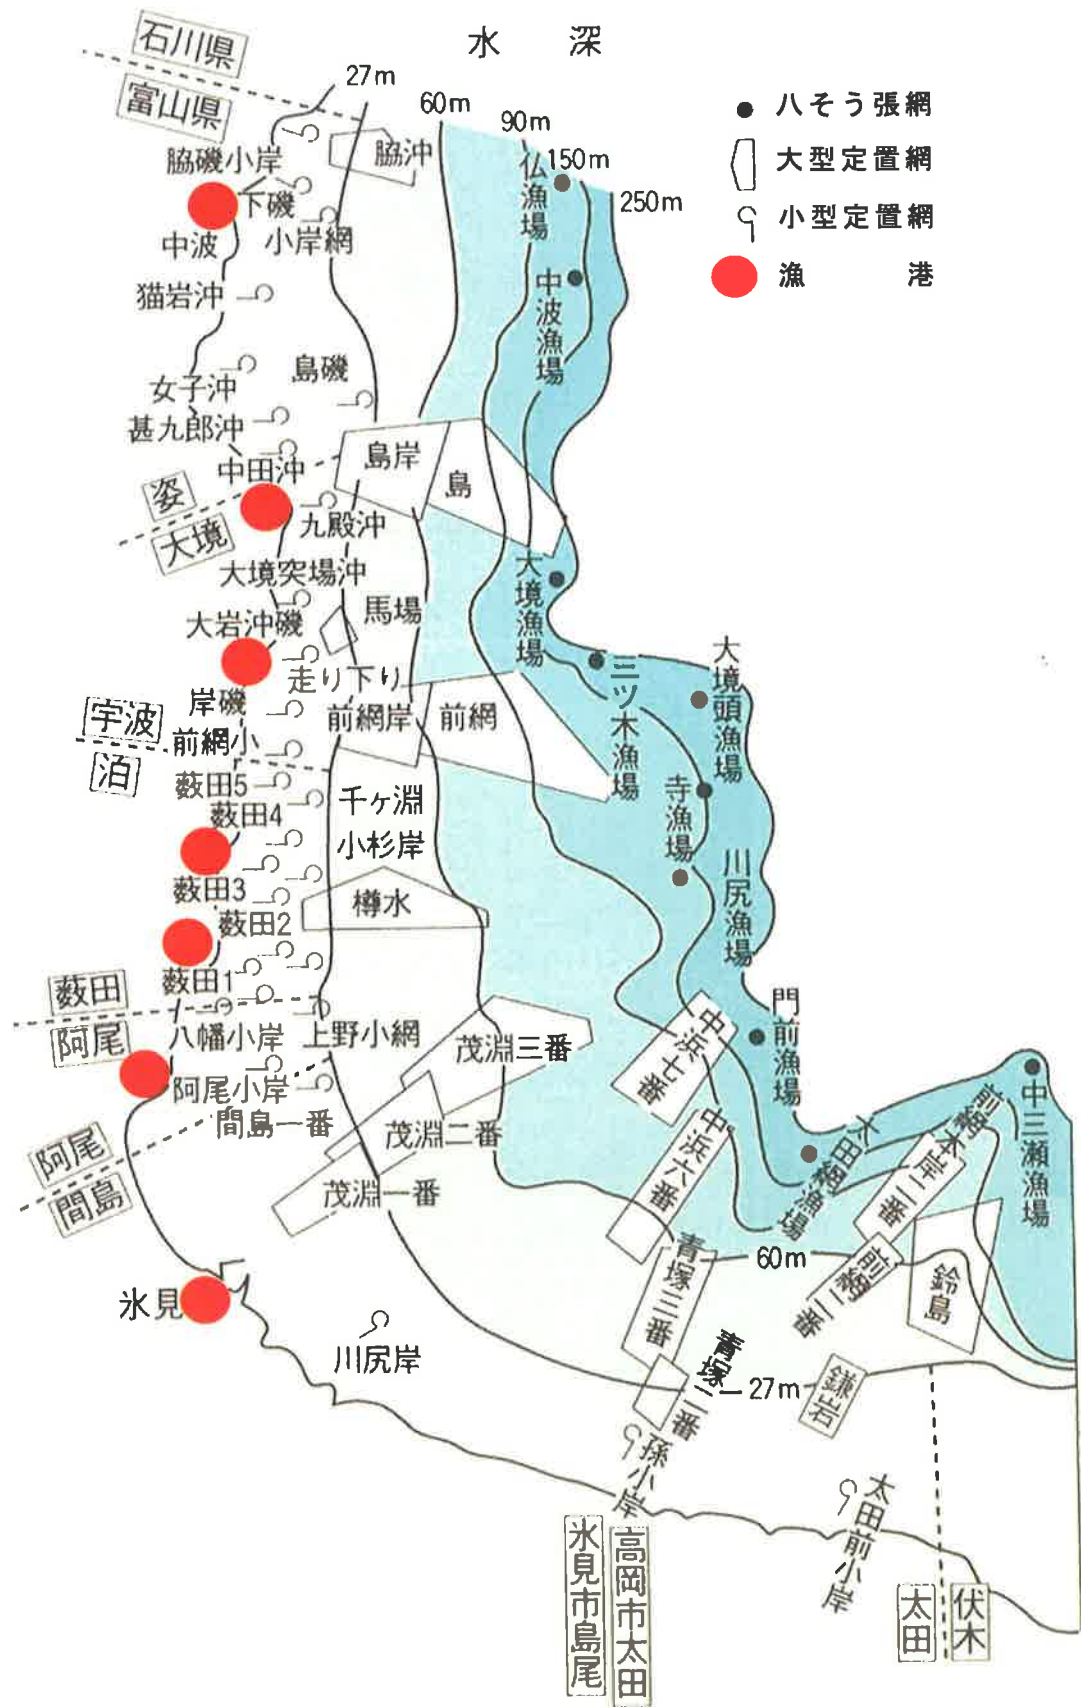 水 深
石川県
富山県
27m
60m
90m
150m
250m
八そう張網
大型定置網
小型定置網
漁 港
脇沖
脇磯小岸
下磯
中波
小岸網
猫岩沖
女子沖
島磯
甚九郎沖
中田沖
姿
大境
九殿沖
大境突場沖
大岩沖磯
馬場
走り下り
島岸
島
仏漁場
中波漁場
大境漁場
三ツ木漁場
大境頭漁場
寺漁場
川尻漁場
門前漁場
岸磯
宇波
前網小
泊
前網岸
前網
藪田5
藪田4
千ヶ淵
小杉岸
藪田3
藪田2
樽水
藪田1
藪田
阿尾
八幡小岸
上野小網
阿尾小岸
間島一番
阿尾
間島
茂淵三番
茂淵二番
茂淵一番
中浜七番
中浜六番
太田網漁場
前網本岸二番
中三瀬漁場
60m
青塚三番
前網二番
鈴島
氷見
川尻岸
青塚二番
27m
鎌岩
孫小岸
太田前小岸
氷見市島尾
高岡市太田
太田
伏木